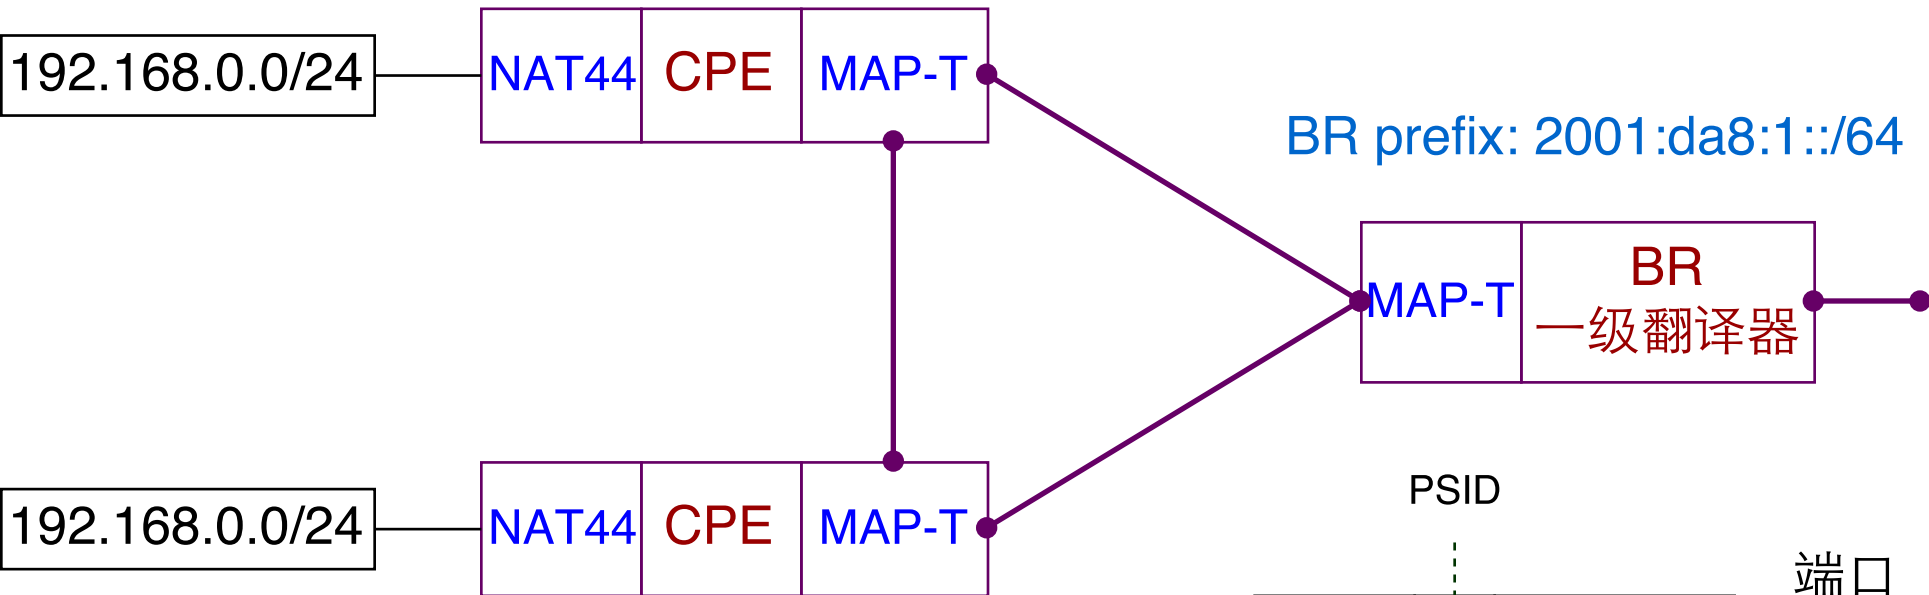 192.168.0.0/24
NAT44 CPE MAP-T
BR prefix: 2001:da8:1::/64
MAP-T
BR
一级翻译器
192.168.0.0/24
NAT44 CPE MAP-T
PSID
端口